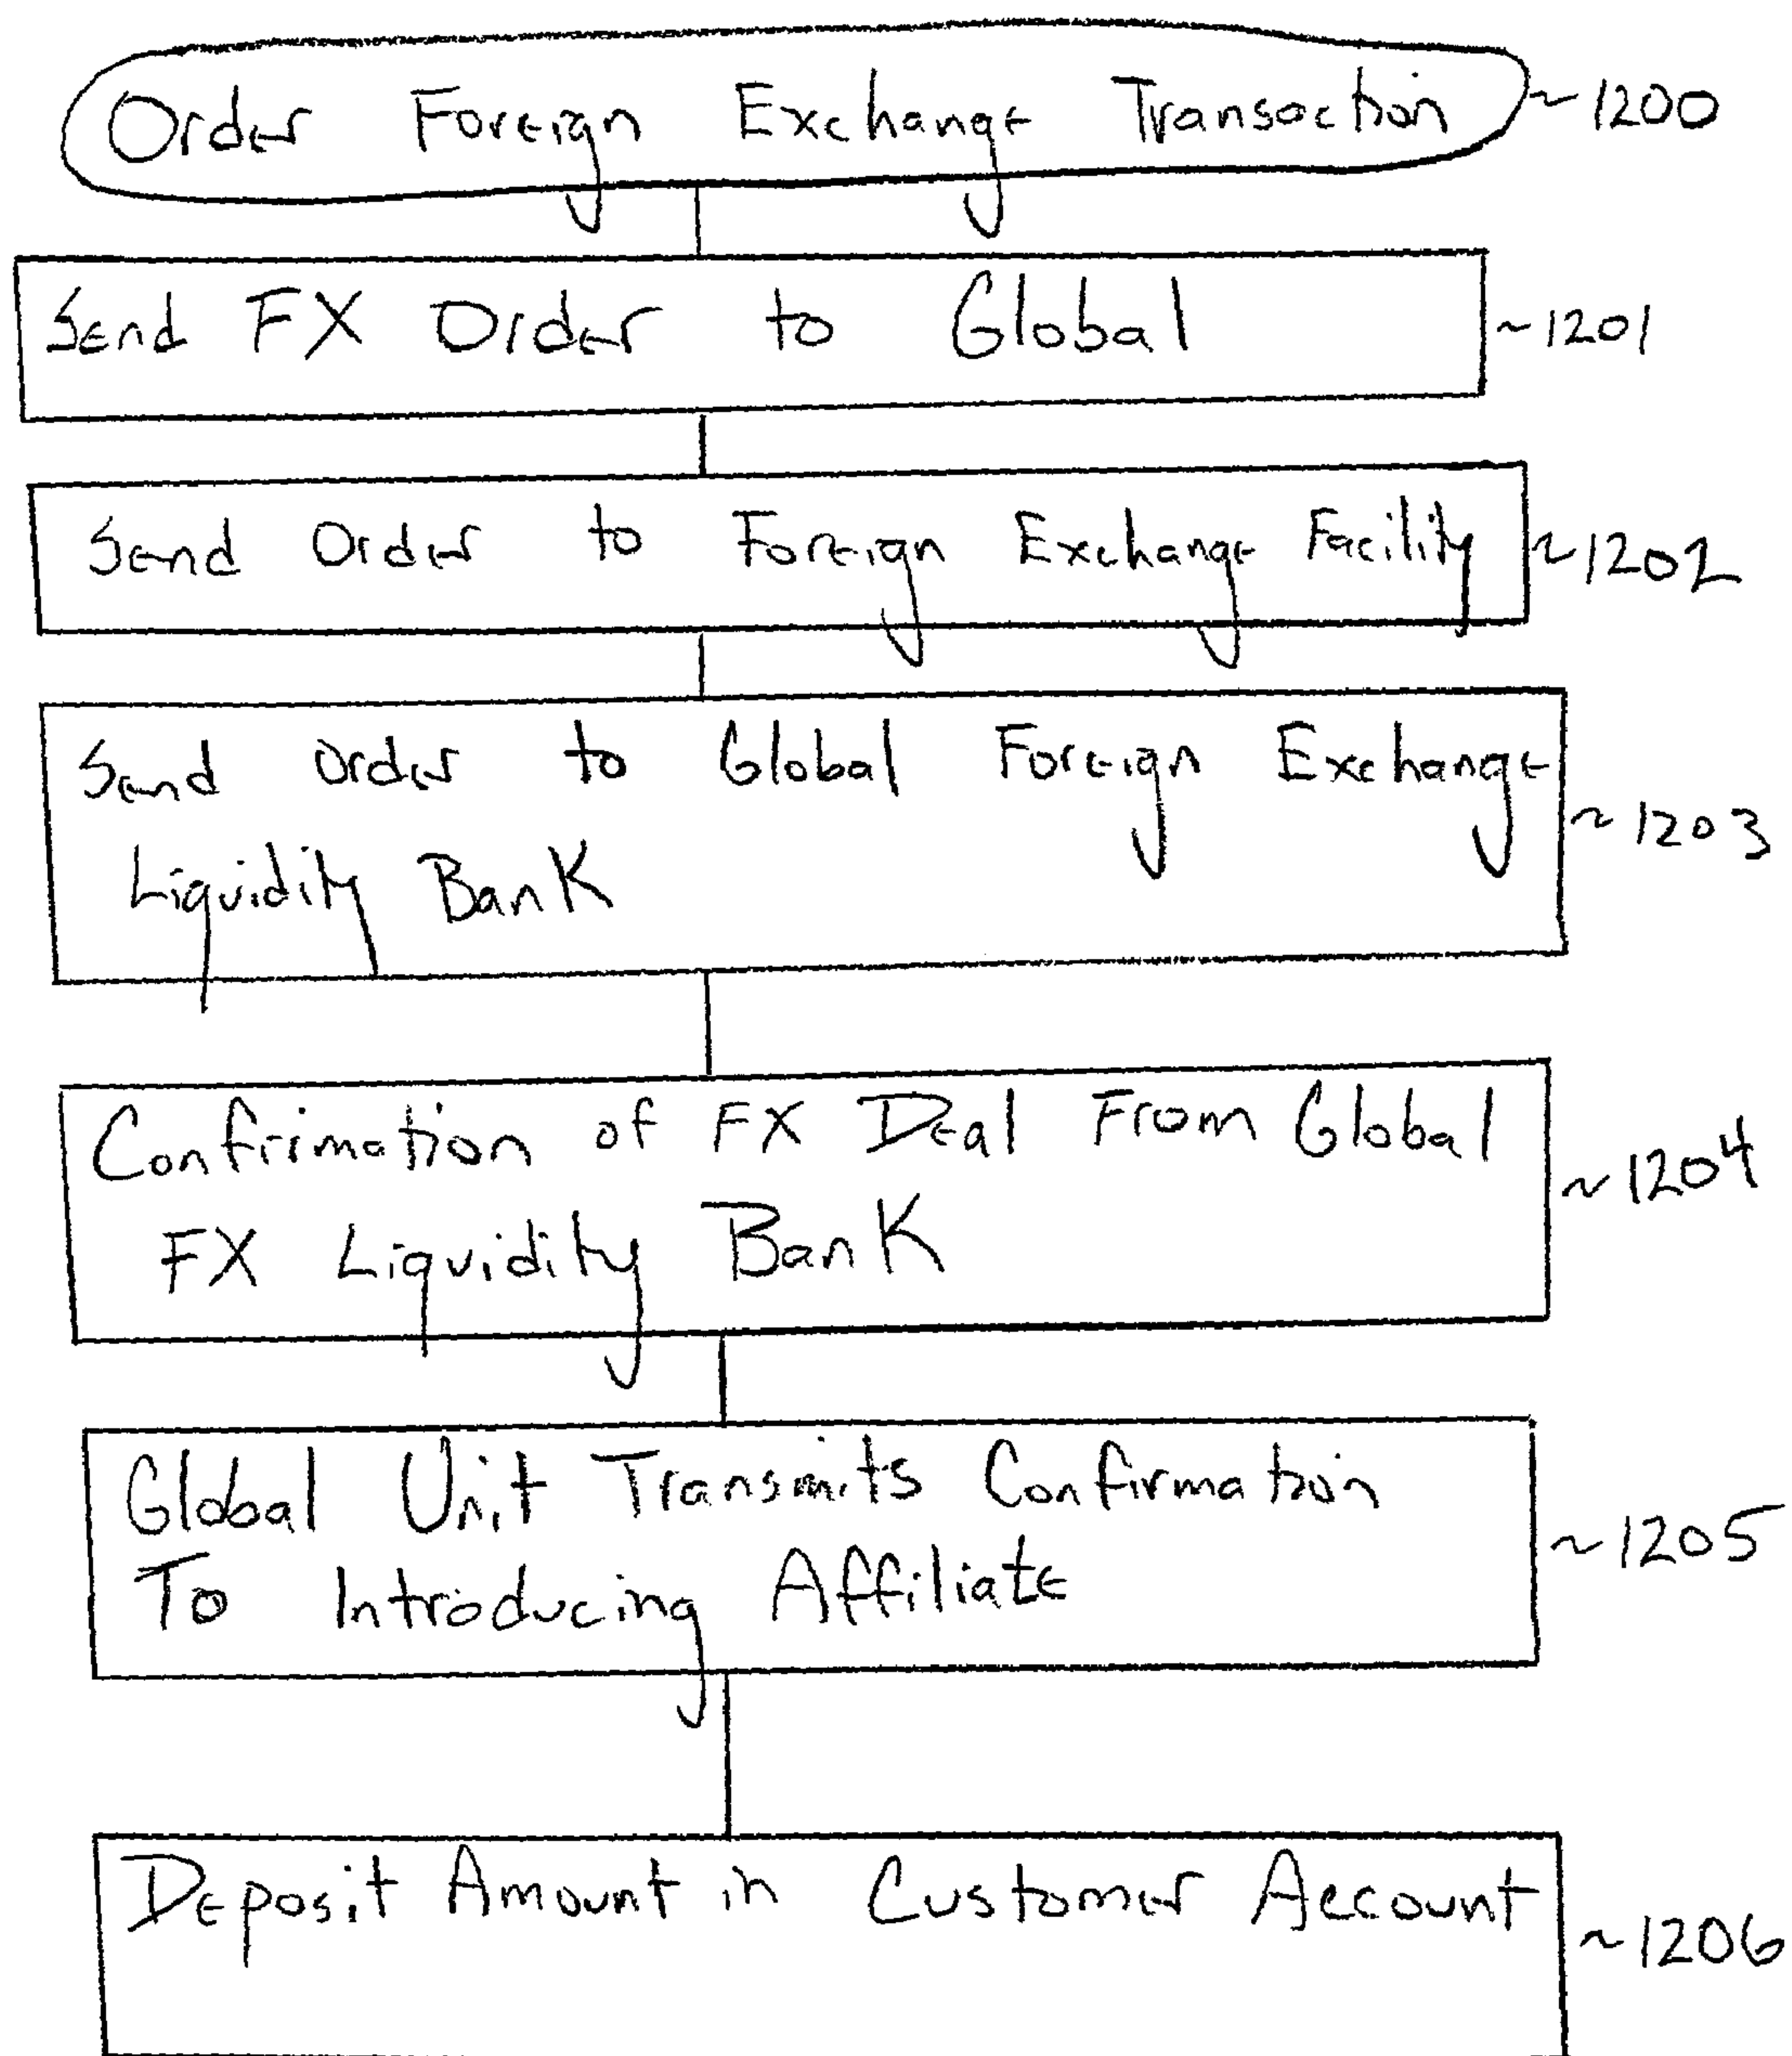 Order Foreign Exchange Transaction ~1200
Send FX Order to Global ~1201
Send Order to Foreign Exchange Facility ~1202
Send Order to Global Foreign Exchange
Liquidity Bank ~1203
Confrimation of FX Deal From Global
FX Liquidity Bank ~1204
Global Unit Transmits Confirmation
To Introducing Affiliate ~1205
Deposit Amount in Customer Account ~1206